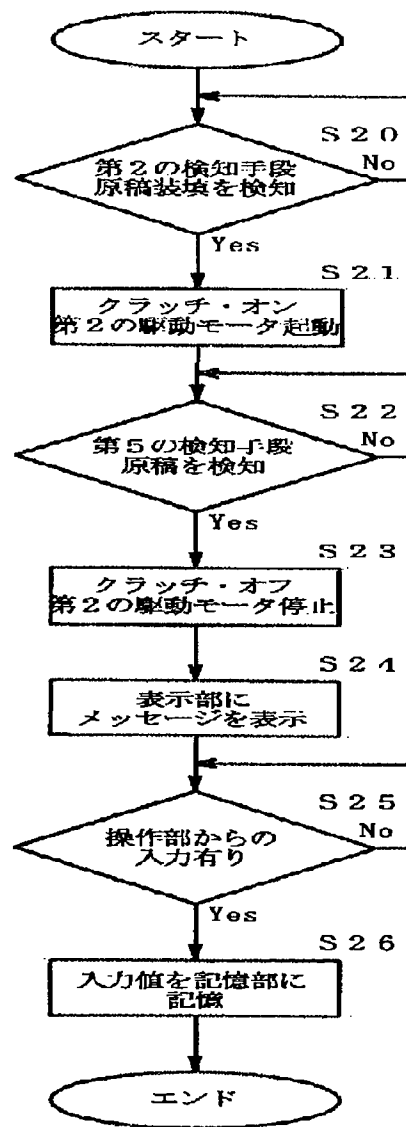 スタート
S20
第2の検知手段
原稿装填を検知
No
Yes
S21
クラッチ・オン
第2の駆動モータ起動
S22
第5の検知手段
原稿を検知
No
Yes
S23
クラッチ・オフ
第2の駆動モータ停止
S24
表示部に
メッセージを表示
S25
操作部からの
入力有り
No
Yes
S26
入力値を記憶部に
記憶
エンド